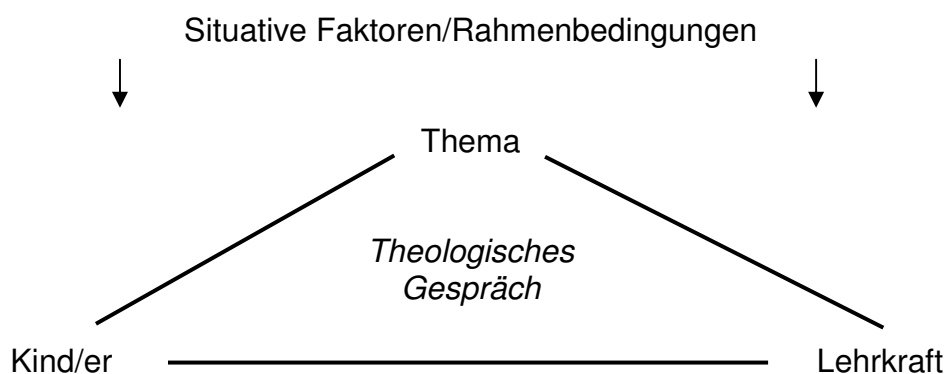 Situative Faktoren/Rahmenbedingungen
Thema
Theologisches
Gespräch
Kind/er
Lehrkraft